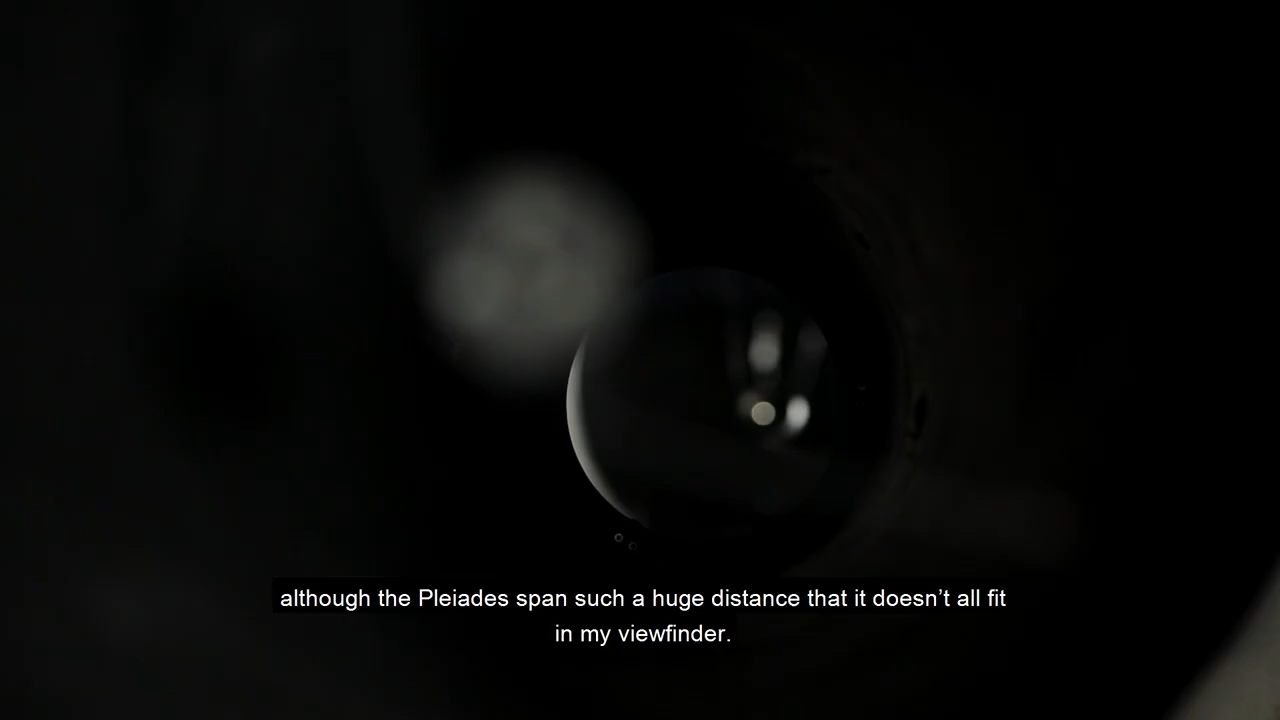 although the Pleiades span such a huge distance that it doesn’t all fit
in my viewfinder.